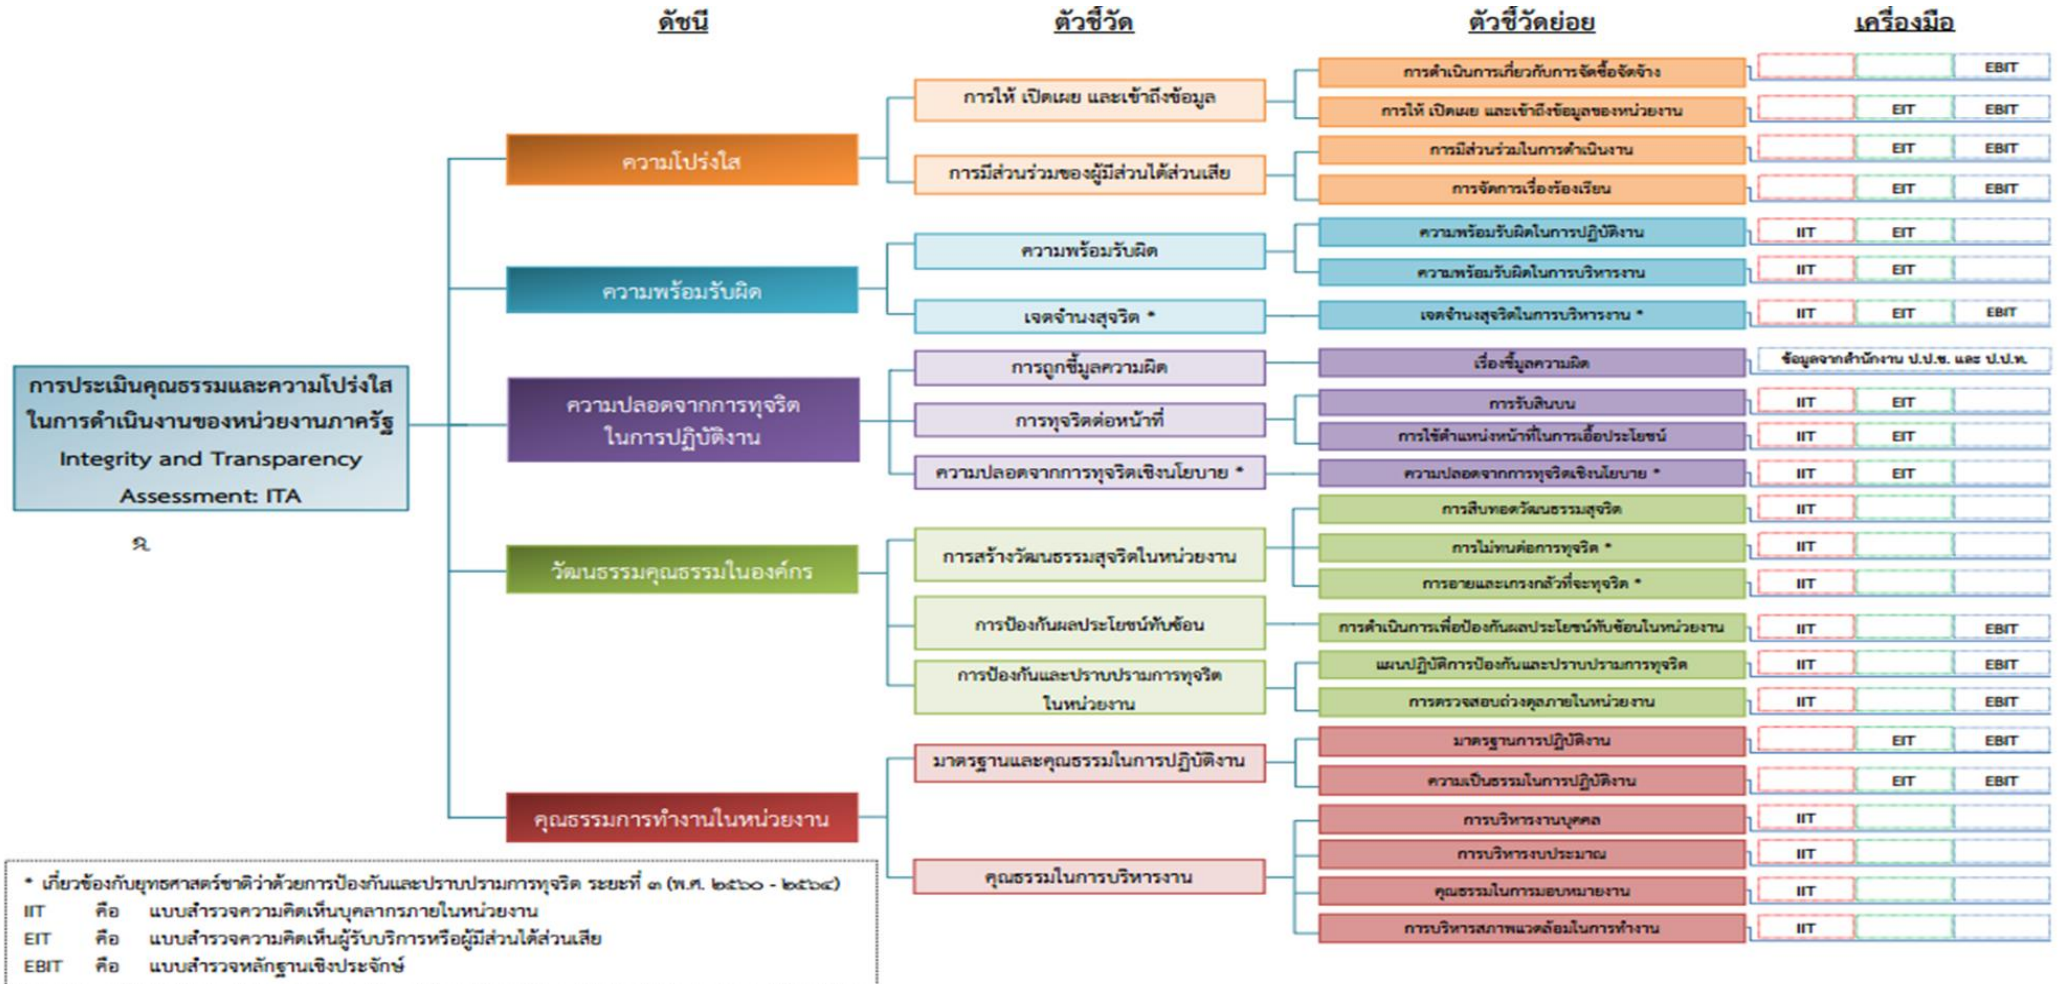 ดัชนี
ตัวชี้วัด
ตัวชี้วัดย่อย
เครื่องมือ
การประเมินคุณธรรมและความโปร่งใส
ในการดำเนินงานของหน่วยงานภาครัฐ
Integrity and Transparency
Assessment: ITA
ความโปร่งใส
การให้ เปิดเผย และเข้าถึงข้อมูล
การดำเนินการเกี่ยวกับการจัดซื้อจัดจ้าง EBIT
การให้ เปิดเผย และเข้าถึงข้อมูลของหน่วยงาน EIT EBIT
การมีส่วนร่วมของผู้มีส่วนได้ส่วนเสีย
การมีส่วนร่วมในการดำเนินงาน EIT EBIT
การจัดการเรื่องร้องเรียน EIT EBIT
ความพร้อมรับผิด
ความพร้อมรับผิด
ความพร้อมรับผิดในการปฏิบัติงาน IIT EIT
ความพร้อมรับผิดในการบริหารงาน IIT EIT
เจตจำนงสุจริต *
เจตจำนงสุจริตในการบริหารงาน * IIT EIT EBIT
ความปลอดจากการทุจริต
ในการปฏิบัติงาน
การถูกชี้มูลความผิด
เรื่องชี้มูลความผิด ข้อมูลจากสำนักงาน ป.ป.ช. และ ป.ป.ท.
การทุจริตต่อหน้าที่
การรับสินบน IIT EIT
การใช้ตำแหน่งหน้าที่ในการเอื้อประโยชน์ IIT EIT
ความปลอดจากการทุจริตเชิงนโยบาย *
ความปลอดจากการทุจริตเชิงนโยบาย * IIT EIT
วัฒนธรรมคุณธรรมในองค์กร
การสร้างวัฒนธรรมสุจริตในหน่วยงาน
การสืบทอดวัฒนธรรมสุจริต IIT
การไม่ทนต่อการทุจริต * IIT
การอายและเกรงกลัวที่จะทุจริต * IIT
การป้องกันผลประโยชน์ทับซ้อน
การดำเนินการเพื่อป้องกันผลประโยชน์ทับซ้อนในหน่วยงาน IIT EBIT
การป้องกันและปราบปรามการทุจริต
ในหน่วยงาน
แผนปฏิบัติการป้องกันและปราบปรามการทุจริต IIT EBIT
การตรวจสอบถ่วงดุลภายในหน่วยงาน IIT EBIT
คุณธรรมการทำงานในหน่วยงาน
มาตรฐานและคุณธรรมในการปฏิบัติงาน
มาตรฐานการปฏิบัติงาน EIT EBIT
ความเป็นธรรมในการปฏิบัติงาน EIT EBIT
คุณธรรมในการบริหารงาน
การบริหารงานบุคคล IIT
การบริหารงบประมาณ IIT
คุณธรรมในการมอบหมายงาน IIT
การบริหารสภาพแวดล้อมในการทำงาน IIT
* เกี่ยวข้องกับยุทธศาสตร์ชาติว่าด้วยการป้องกันและปราบปรามการทุจริต ระยะที่ ๓ (พ.ศ. ๒๕๖๐ - ๒๕๖๔)
IIT คือ แบบสำรวจความคิดเห็นบุคลากรภายในหน่วยงาน
EIT คือ แบบสำรวจความคิดเห็นผู้รับบริการหรือผู้มีส่วนได้ส่วนเสีย
EBIT คือ แบบสำรวจหลักฐานเชิงประจักษ์